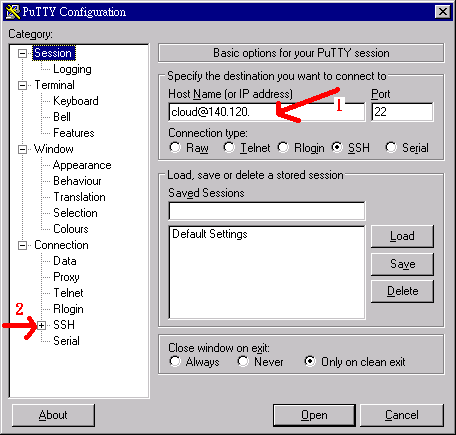 PuTTY Configuration
Category:
Session
Logging
Terminal
Keyboard
Bell
Features
Window
Appearance
Behaviour
Translation
Selection
Colours
Connection
Data
Proxy
Telnet
Rlogin
2
SSH
Serial
Basic options for your PuTTY session
Specify the destination you want to connect to
Host Name (or IP address) Port
cloud@140.120. 1 22
Connection type:
Raw Telnet Rlogin SSH Serial
Load, save or delete a stored session
Saved Sessions
Default Settings
Load
Save
Delete
Close window on exit:
Always Never Only on clean exit
About Open Cancel